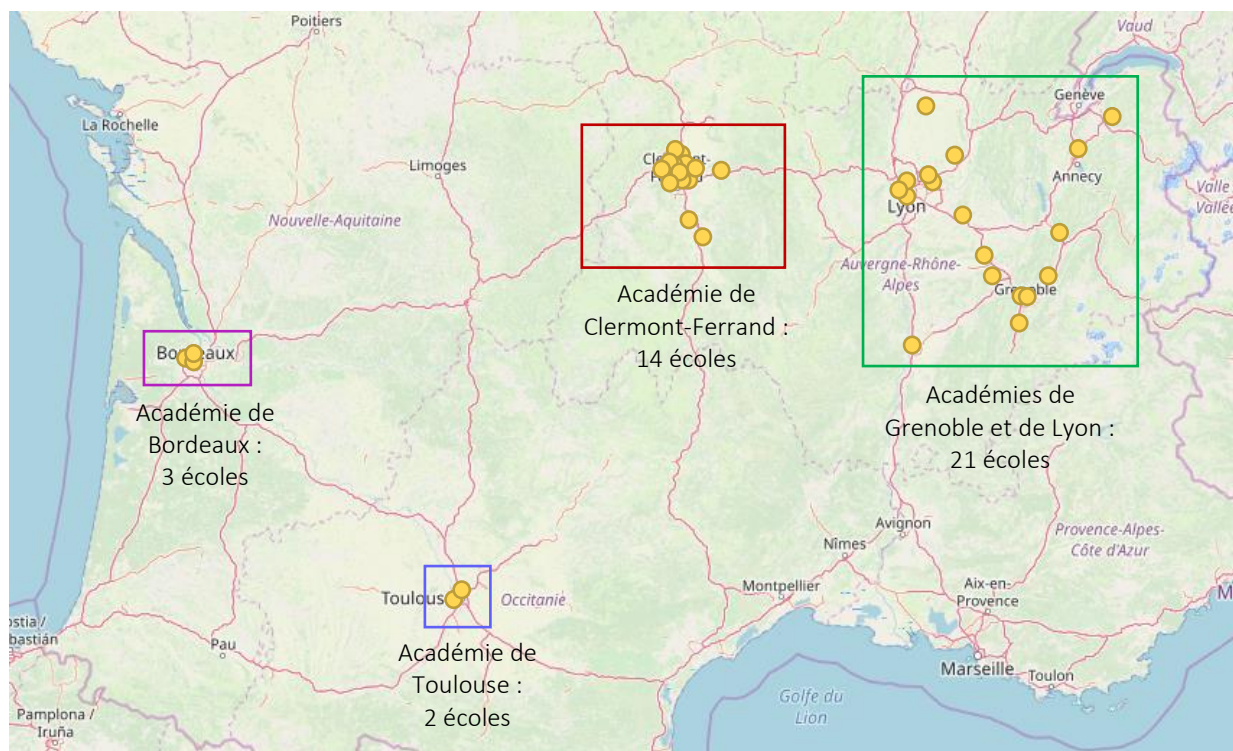 Poitiers
Vaud
Genève
La Rochelle
Limoges
Annecy
Valle
Vallée
Nouvelle-Aquitaine
Lyon
Auvergne-Rhône-
Alpes
Grenoble
Académie de
Clermont-Ferrand :
14 écoles
Bordeaux
Académies de
Grenoble et de Lyon :
21 écoles
Académie de
Bordeaux :
3 écoles
Avignon
Nîmes
Provence-Alpes-
Côte d'Azur
Montpellier
Aix-en-
Provence
Toulous
Occitanie
Pau
Académie de
Toulouse :
2 écoles
Marseille
Toulon
Golfe du
Lion
Pamplona /
Iruña